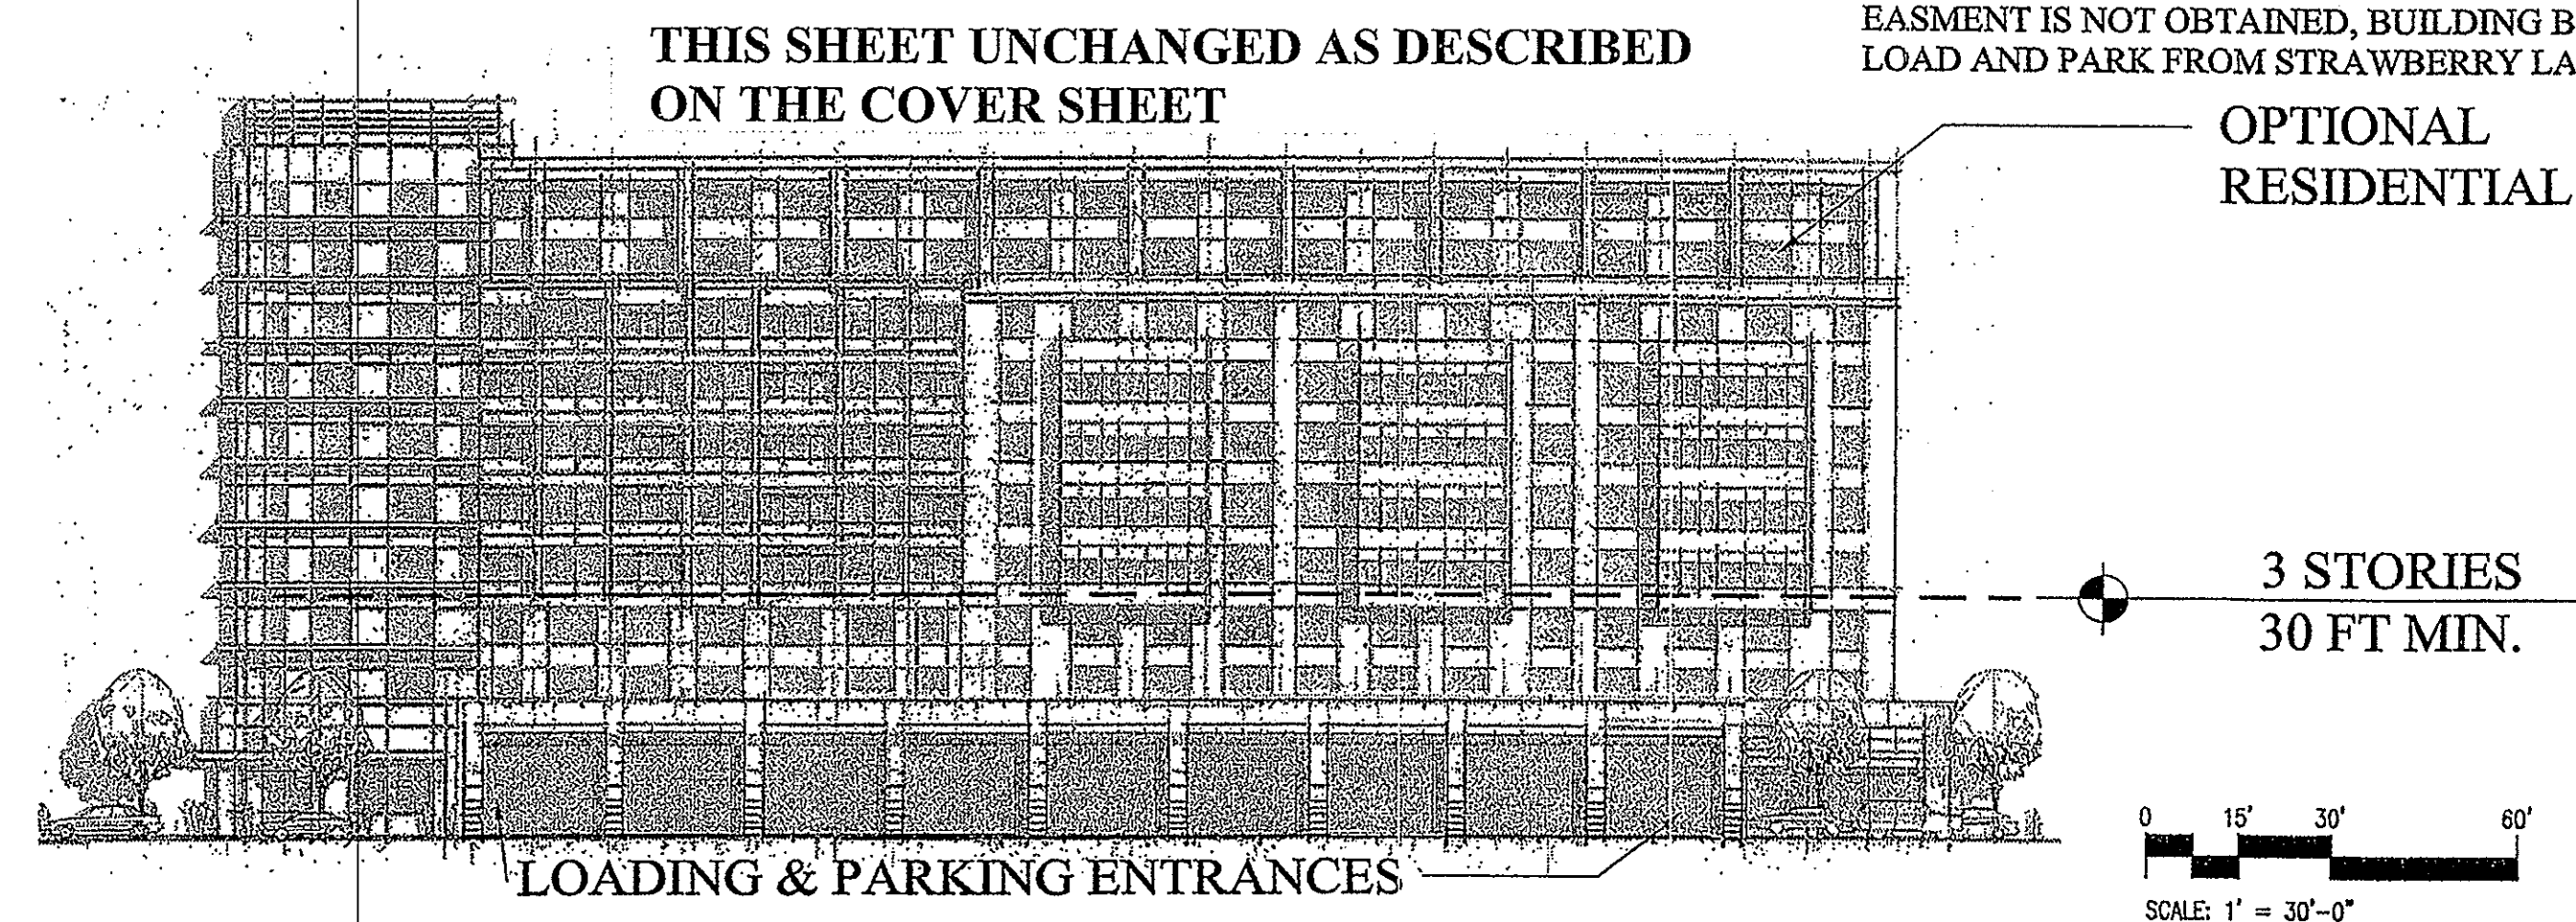 THIS SHEET UNCHANGED AS DESCRIBED
ON THE COVER SHEET
EASMENT IS NOT OBTAINED, BUILDING B
LOAD AND PARK FROM STRAWBERRY LA
OPTIONAL
RESIDENTIAL
3 STORIES
30 FT MIN.
LOADING & PARKING ENTRANCES
0 15' 30' 60'
SCALE: 1' = 30'-0"